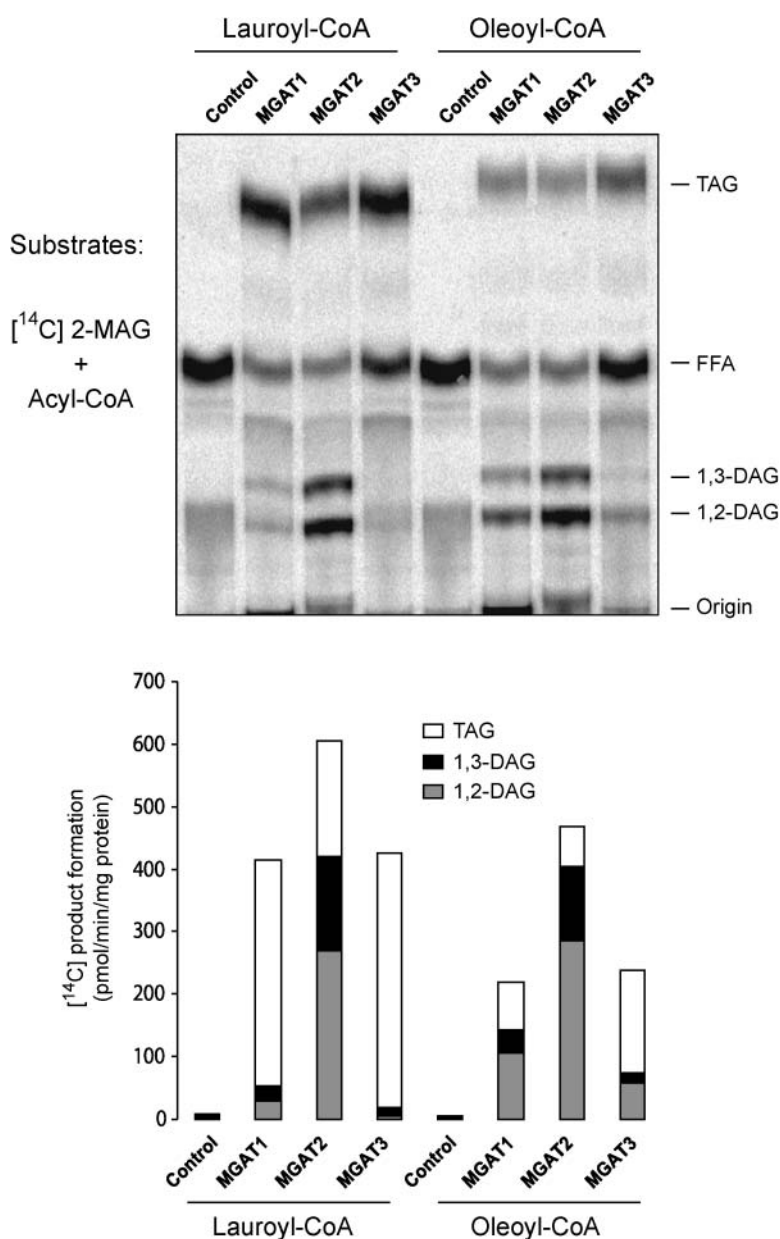 Lauroyl-CoA Oleoyl-CoA
Control MGAT1 MGAT2 MGAT3 Control MGAT1 MGAT2 MGAT3
TAG
Substrates:
[¹⁴C] 2-MAG
+
Acyl-CoA
FFA
1,3-DAG
1,2-DAG
Origin
700
600
500
400
300
200
100
0
[¹⁴C] product formation
(pmol/min/mg protein)
TAG
1,3-DAG
1,2-DAG
Control MGAT1 MGAT2 MGAT3 Control MGAT1 MGAT2 MGAT3
Lauroyl-CoA Oleoyl-CoA